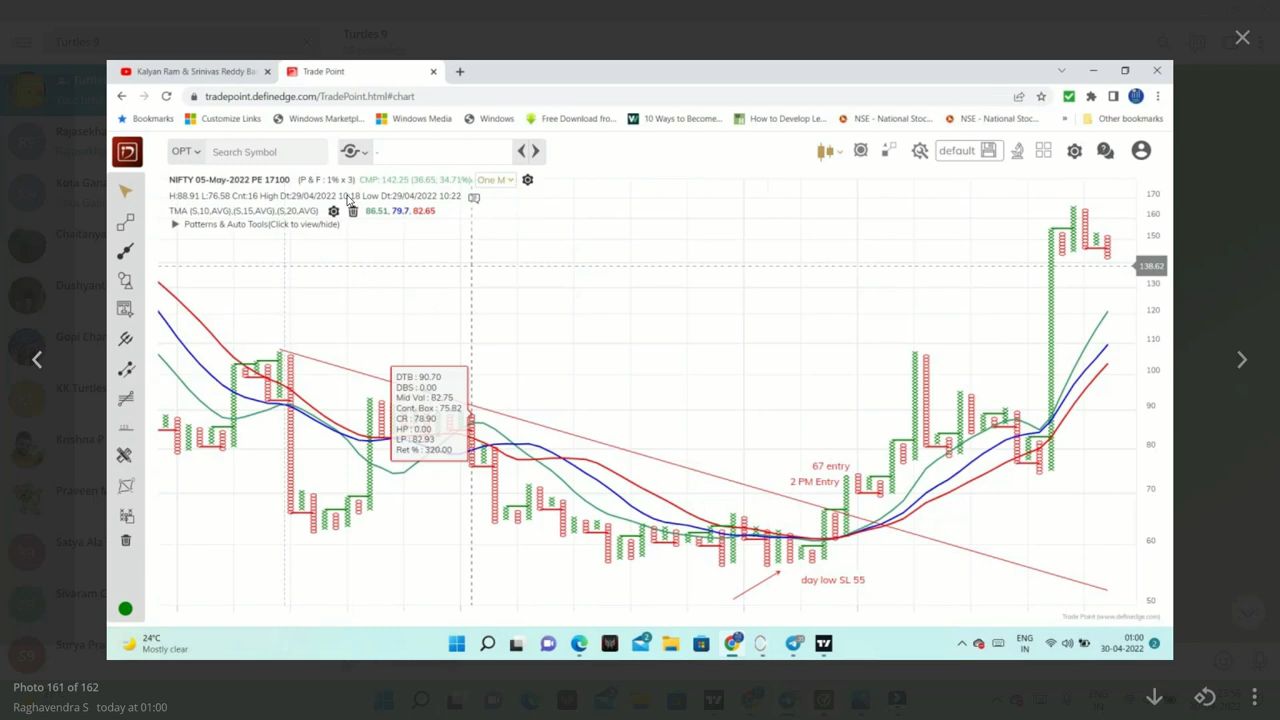 Turtles 9
Turtles 9
Kalyan Ram & Srinivas Reddy Ba
Trade Point
tradepoint.definedge.com/TradePoint.html#chart
Bookmarks
Customize Links
Windows Marketpl...
Windows Media
Windows
Free Download fro...
10 Ways to Become...
How to Develop Le...
NSE - National Stoc...
NSE - National Stoc...
Other bookmarks
OPT
Search Symbol
-
default
NIFTY 05-May-2022 PE 17100 (P & F : 1% x 3) CMP: 142.25 (36.65, 34.71%) One M
H:88.91 L:76.58 Cnt:16 High Dt:29/04/2022 10:18 Low Dt:29/04/2022 10:22
TMA (S,10,AVG),(S,15,AVG),(S,20,AVG) 86.51, 79.7, 82.65
Patterns & Auto Tools(Click to view/hide)
170
160
150
138.62
130
120
110
100
90
80
70
60
50
DTB : 90.70
DBS : 0.00
Mid Val : 82.75
Cont. Box : 75.82
CR : 78.90
HP : 0.00
LP : 82.93
Ret % : 320.00
67 entry
2 PM Entry
day low SL 55
Trade Point (www.definedge.com)
24°C
Mostly clear
ENG
IN
01:00
30-04-2022
2
Photo 161 of 162
Raghavendra S today at 01:00